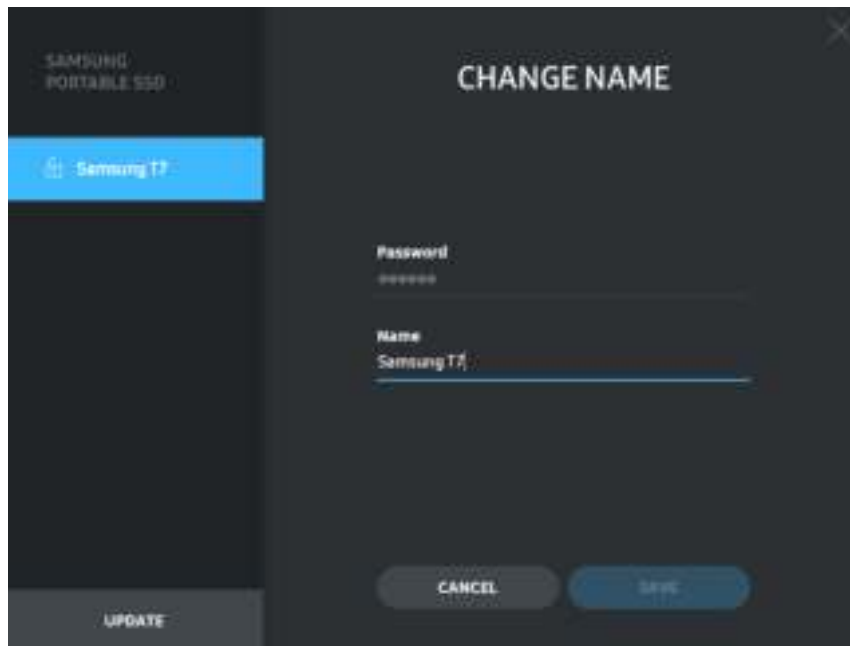 SAMSUNG
PORTABLE SSD
Samsung T7
CHANGE NAME
Password
******
Name
Samsung T7
CANCEL
SAVE
UPDATE